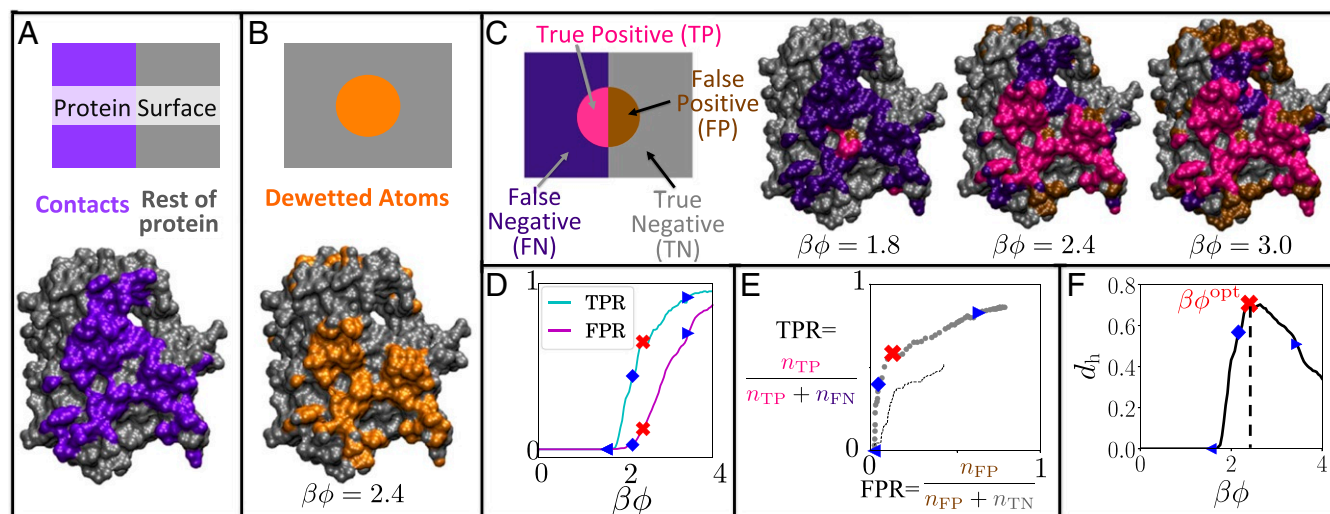 A
Protein Surface
Contacts
Rest of
protein
B
Dewetted Atoms
βϕ = 2.4
C
True Positive (TP)
False
Positive
(FP)
False
Negative
(FN)
True
Negative
(TN)
βϕ = 1.8
βϕ = 2.4
βϕ = 3.0
D
1
TPR
FPR
0
0
2
4
βϕ
E
1
TPR=
n_TP
n_TP + n_FN
0
0
1
FPR=
n_FP
n_FP + n_TN
F
0.8
0.6
0.4
0.2
0.0
d_h
βϕ^opt
0
2
4
βϕ